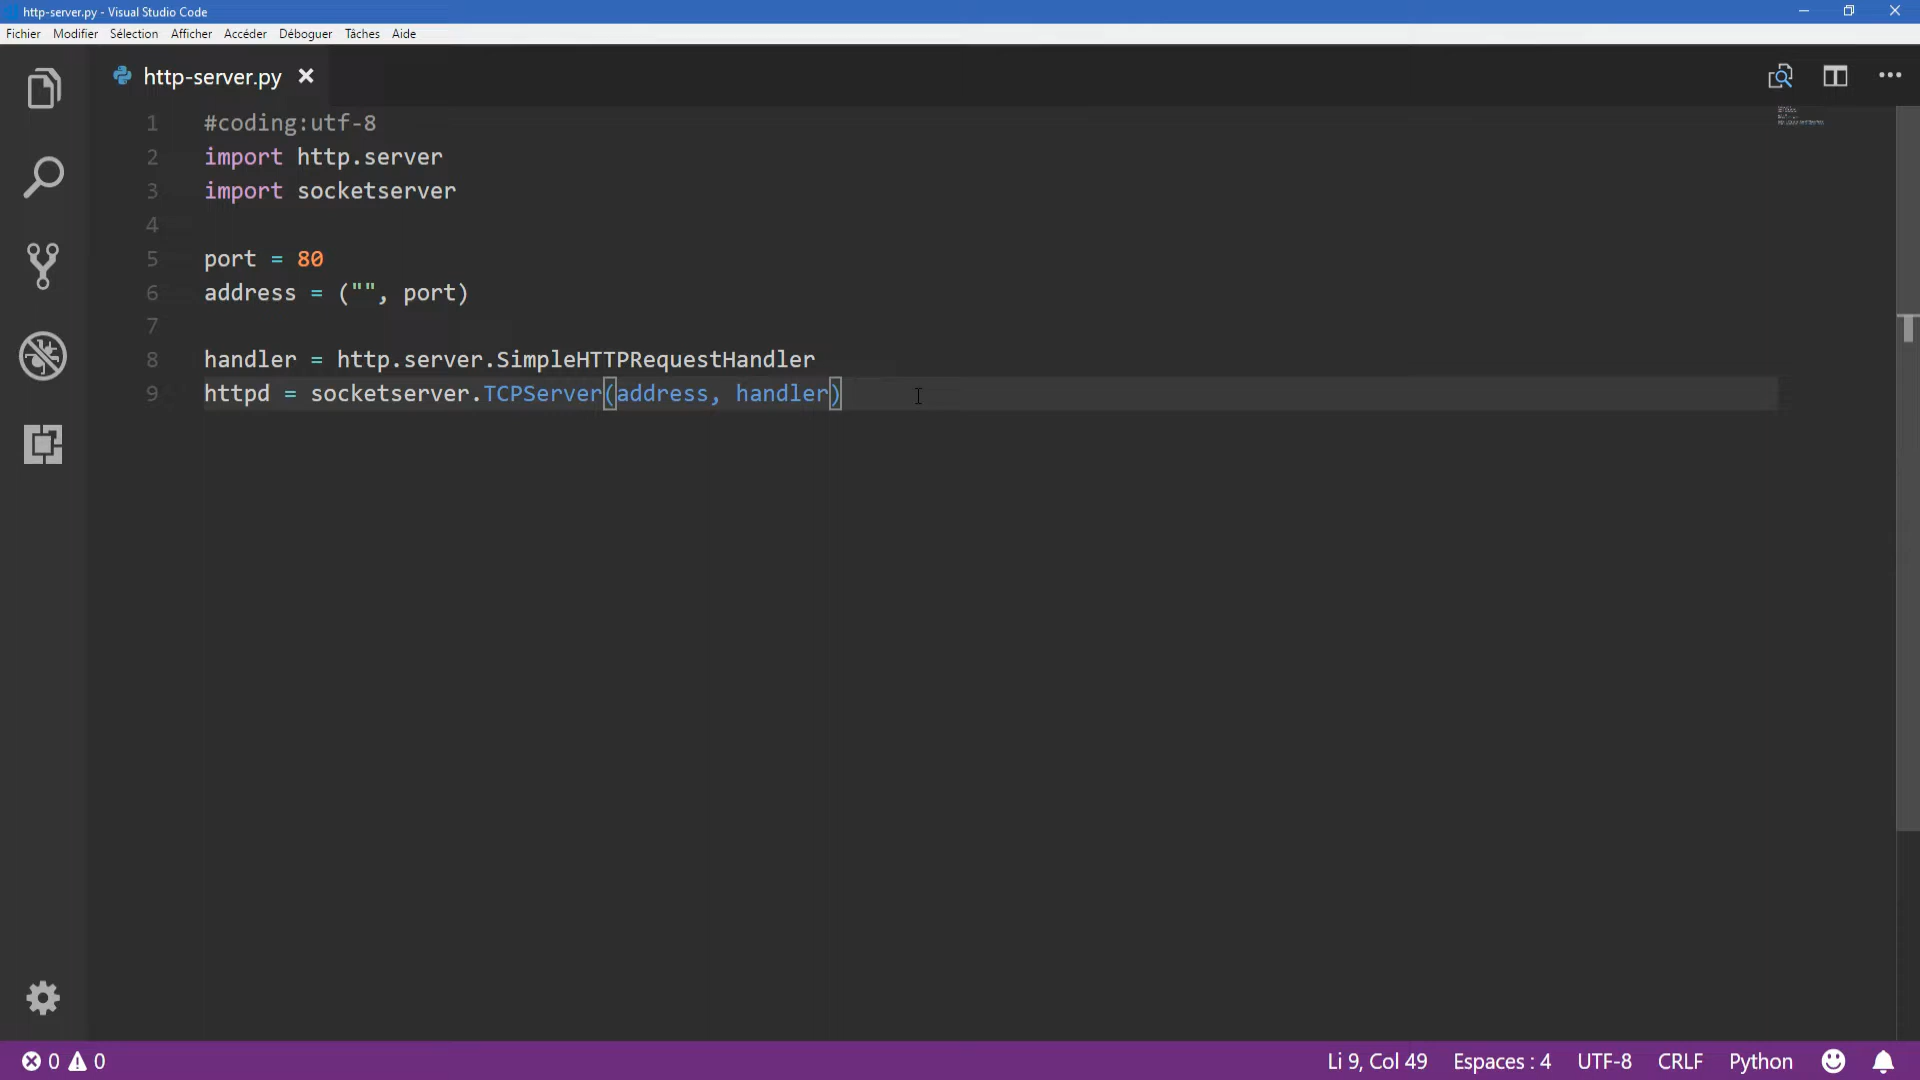 http-server.py - Visual Studio Code
Fichier Modifier Sélection Afficher Accéder Déboguer Tâches Aide
http-server.py
1 #coding:utf-8
2 import http.server
3 import socketserver
4
5 port = 80
6 address = ("", port)
7
8 handler = http.server.SimpleHTTPRequestHandler
9 httpd = socketserver.TCPServer(address, handler)
0 0 Li 9, Col 49 Espaces : 4 UTF-8 CRLF Python